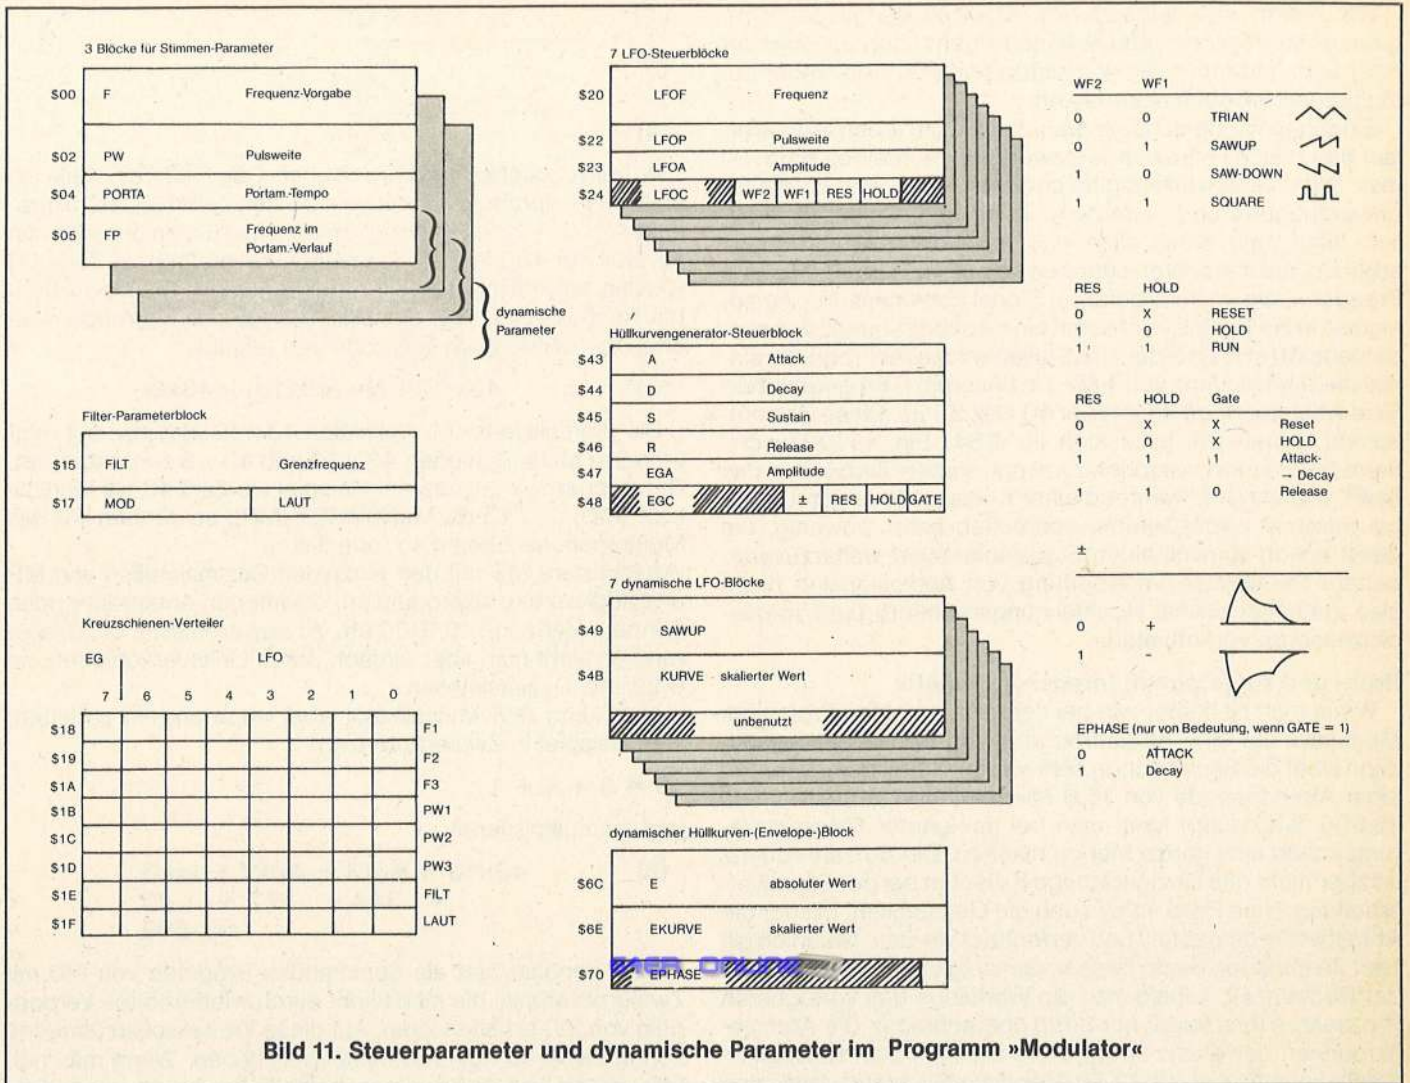 3 Blöcke für Stimmen-Parameter
$00 F Frequenz-Vorgabe
$02 PW Pulsweite
$04 PORTA Portam.-Tempo
$05 FP Frequenz im
Portam.-Verlauf
dynamische
Parameter
Filter-Parameterblock
$15 FILT Grenzfrequenz
$17 MOD LAUT
Kreuzschienen-Verteiler
EG LFO
7 6 5 4 3 2 1 0
$18 F1
$19 F2
$1A F3
$1B PW1
$1C PW2
$1D PW3
$1E FILT
$1F LAUT
7 LFO-Steuerblöcke
$20 LFOF Frequenz
$22 LFOP Pulsweite
$23 LFOA Amplitude
$24 LFOC WF2 WF1 RES HOLD
Hüllkurvengenerator-Steuerblock
$43 A Attack
$44 D Decay
$45 S Sustain
$46 R Release
$47 EGA Amplitude
$48 EGC ± RES HOLD GATE
7 dynamische LFO-Blöcke
$49 SAWUP
$4B KURVE - skalierter Wert
unbenutzt
dynamischer Hüllkurven-(Envelope-)Block
$6C E absoluter Wert
$6E EKURVE skalierter Wert
$70 EPHASE
WF2 WF1
0 0 TRIAN
0 1 SAWUP
1 0 SAW-DOWN
1 1 SQUARE
RES HOLD
0 X RESET
1 0 HOLD
1 1 RUN
RES HOLD Gate
0 X X Reset
1 0 X HOLD
1 1 1 Attack-
→ Decay
0 Release
±
0 +
1 -
EPHASE (nur von Bedeutung, wenn GATE = 1)
0 ATTACK
1 Decay
Bild 11. Steuerparameter und dynamische Parameter im Programm »Modulator«